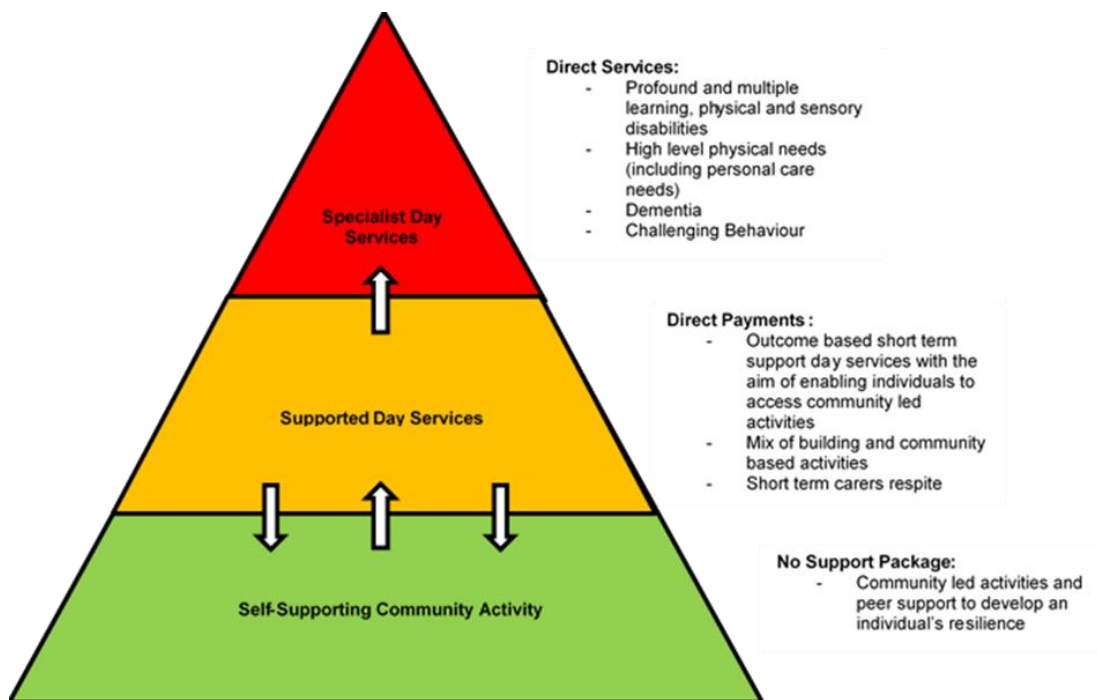 Specialist Day
Services
Direct Services:
- Profound and multiple
learning, physical and sensory
disabilities
- High level physical needs
(including personal care
needs)
- Dementia
- Challenging Behaviour
Supported Day Services
Direct Payments :
- Outcome based short term
support day services with the
aim of enabling individuals to
access community led
activities
- Mix of building and community
based activities
- Short term carers respite
Self-Supporting Community Activity
No Support Package:
- Community led activities and
peer support to develop an
individual's resilience